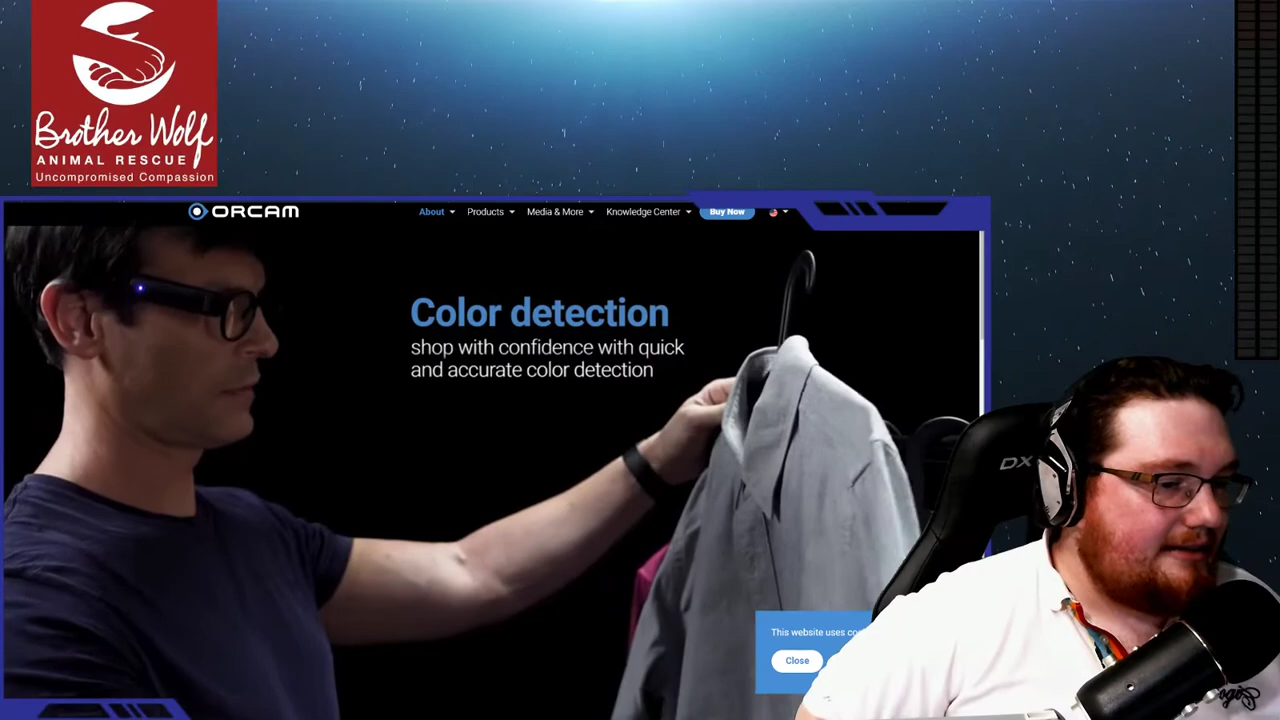 Brother Wolf
ANIMAL RESCUE
Uncompromised Compassion
ORCAM
About
Products
Media & More
Knowledge Center
Buy Now
Color detection
shop with confidence with quick
and accurate color detection
This website uses
Close
DX